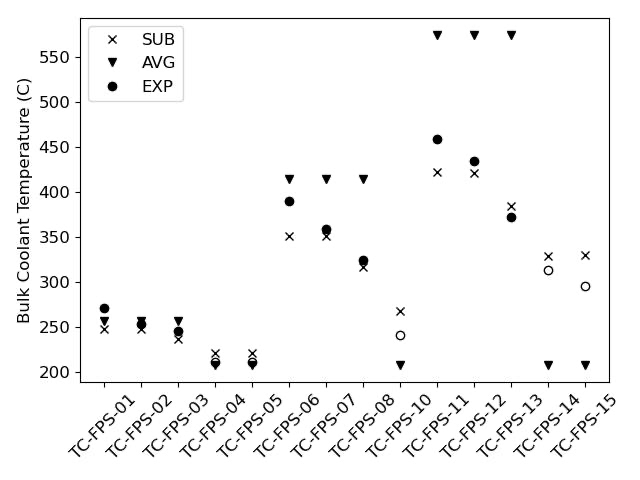 SUB
AVG
EXP
Bulk Coolant Temperature (C)
550
500
450
400
350
300
250
200
TC-FPS-01
TC-FPS-02
TC-FPS-03
TC-FPS-04
TC-FPS-05
TC-FPS-06
TC-FPS-07
TC-FPS-08
TC-FPS-10
TC-FPS-11
TC-FPS-12
TC-FPS-13
TC-FPS-14
TC-FPS-15